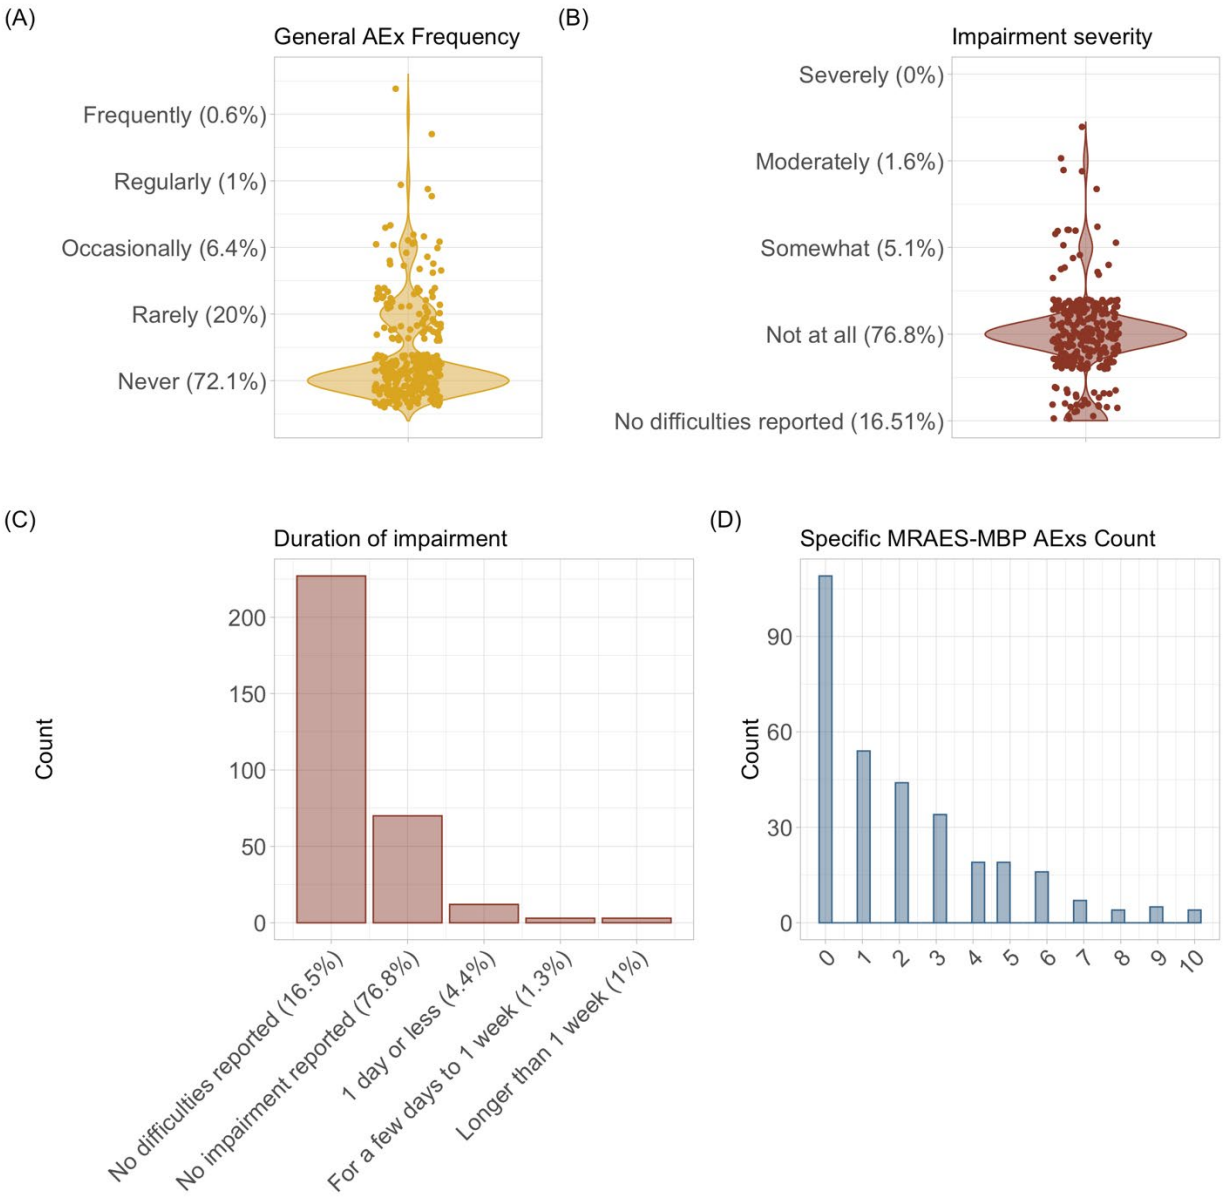 (A)
General AEx Frequency
Frequently (0.6%)
Regularly (1%)
Occasionally (6.4%)
Rarely (20%)
Never (72.1%)
(B)
Impairment severity
Severely (0%)
Moderately (1.6%)
Somewhat (5.1%)
Not at all (76.8%)
No difficulties reported (16.51%)
(C)
Duration of impairment
Count
200
150
100
50
0
No difficulties reported (16.5%)
No impairment reported (76.8%)
1 day or less (4.4%)
For a few days to 1 week (1.3%)
Longer than 1 week (1%)
(D)
Specific MRAES-MBP AExs Count
Count
90
60
30
0
0 1 2 3 4 5 6 7 8 9 10